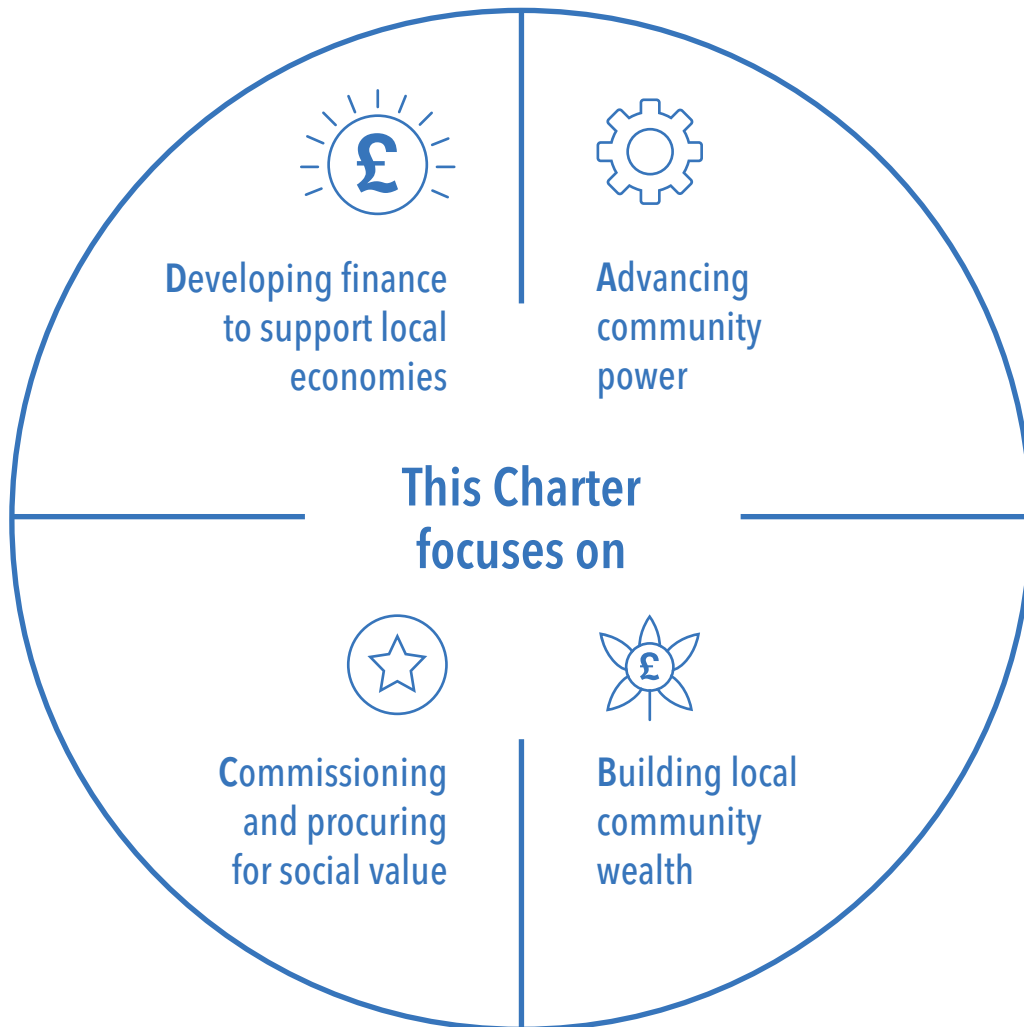 £
Developing finance
to support local
economies
Advancing
community
power
This Charter
focuses on
Commissioning
and procuring
for social value
£
Building local
community
wealth